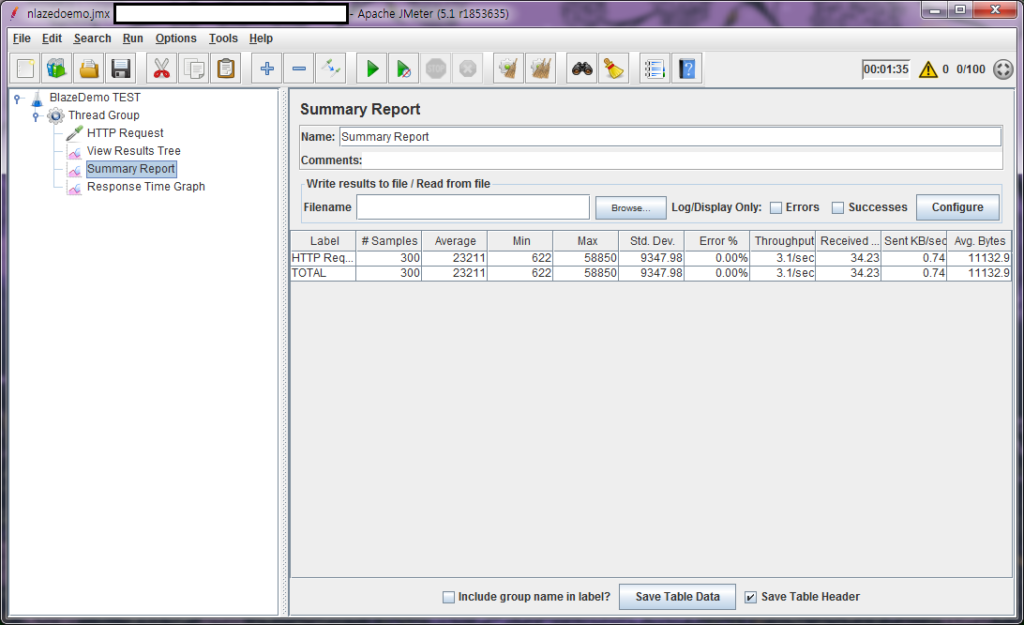 nlazedoemo.jmx - Apache JMeter (5.1 r1853635)
File Edit Search Run Options Tools Help
00:01:35 0 0/100
BlazeDemo TEST
Thread Group
HTTP Request
View Results Tree
Summary Report
Response Time Graph
Summary Report
Name: Summary Report
Comments:
Write results to file / Read from file
Filename Browse... Log/Display Only: Errors Successes Configure
Label # Samples Average Min Max Std. Dev. Error % Throughput Received ... Sent KB/sec Avg. Bytes
HTTP Req... 300 23211 622 58850 9347.98 0.00% 3.1/sec 34.23 0.74 11132.9
TOTAL 300 23211 622 58850 9347.98 0.00% 3.1/sec 34.23 0.74 11132.9
Include group name in label? Save Table Data Save Table Header